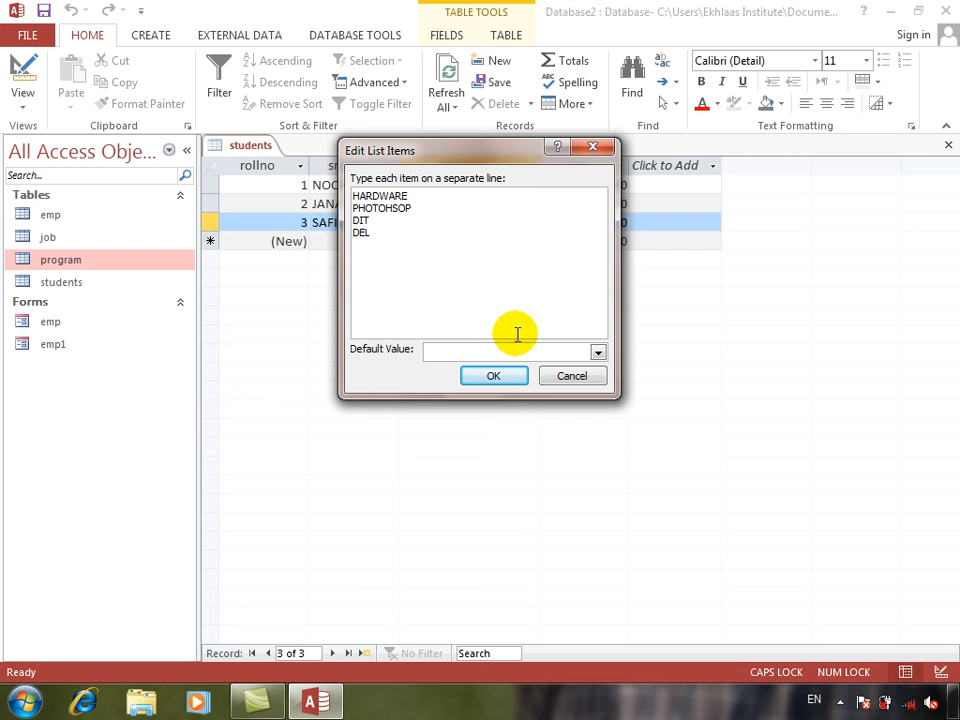 TABLE TOOLS
Database2 : Database- C:\Users\Ekhlaas Institute\Docume...
FILE HOME CREATE EXTERNAL DATA DATABASE TOOLS FIELDS TABLE Sign in
View
Paste
Cut
Copy
Format Painter
Filter
Ascending
Descending
Remove Sort
Selection
Advanced
Toggle Filter
Refresh
All
New
Save
Delete
Totals
Spelling
More
Find
Calibri (Detail) 11
B I U
Views Clipboard Sort & Filter Records Find Text Formatting
All Access Obje...
Search...
Tables
emp
job
program
students
Forms
emp
emp1
students
rollno Click to Add
1 NOO
2 JANA
3 SAFI
(New)
Edit List Items
Type each item on a separate line:
HARDWARE
PHOTOHSOP
DIT
DEL
Default Value:
OK Cancel
Record: 3 of 3 No Filter Search
Ready CAPS LOCK NUM LOCK
EN